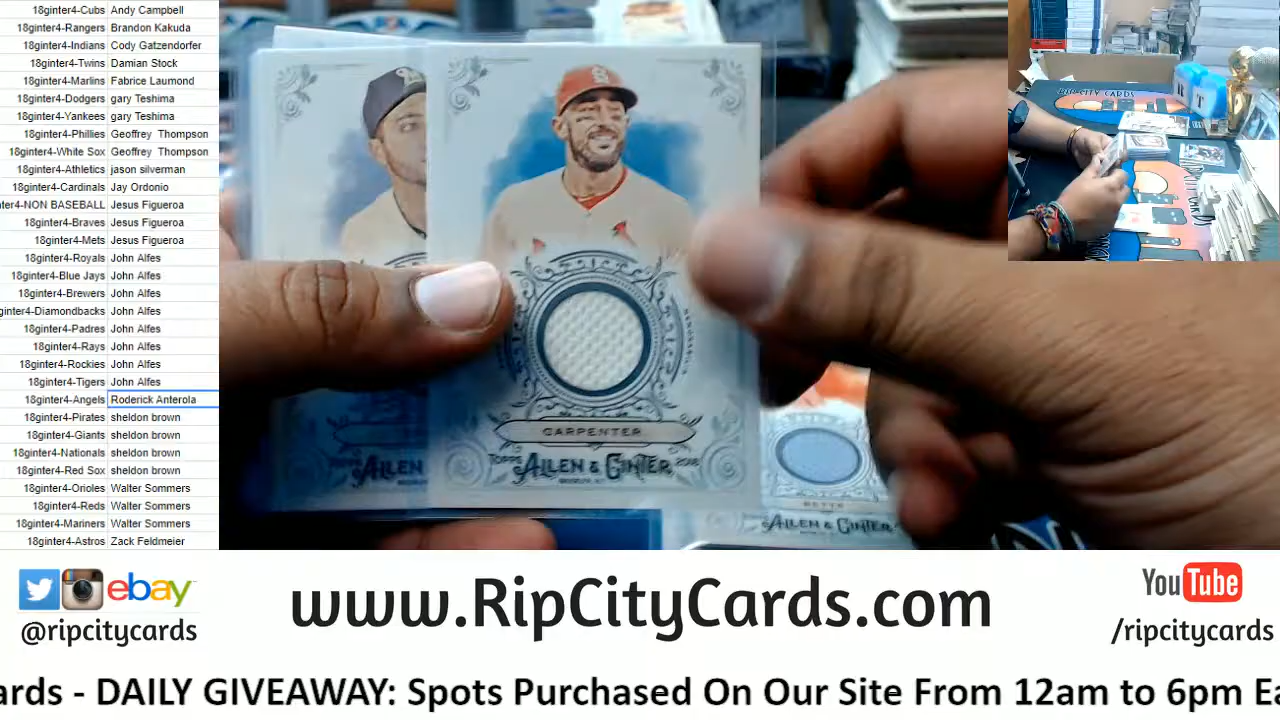 18ginter4-Cubs Andy Campbell
18ginter4-Rangers Brandon Kakuda
18ginter4-Indians Cody Gatzendorfer
18ginter4-Twins Damian Stock
18ginter4-Marlins Fabrice Laumond
18ginter4-Dodgers gary Teshima
18ginter4-Yankees gary Teshima
18ginter4-Phillies Geoffrey Thompson
18ginter4-White Sox Geoffrey Thompson
18ginter4-Athletics jason silverman
18ginter4-Cardinals Jay Ordonio
nter4-NON BASEBALL Jesus Figueroa
18ginter4-Braves Jesus Figueroa
18ginter4-Mets Jesus Figueroa
18ginter4-Royals John Alfes
18ginter4-Blue Jays John Alfes
18ginter4-Brewers John Alfes
ginter4-Diamondbacks John Alfes
18ginter4-Padres John Alfes
18ginter4-Rays John Alfes
18ginter4-Rockies John Alfes
18ginter4-Tigers John Alfes
18ginter4-Angels Roderick Anterola
18ginter4-Pirates sheldon brown
18ginter4-Giants sheldon brown
18ginter4-Nationals sheldon brown
18ginter4-Red Sox sheldon brown
18ginter4-Orioles Walter Sommers
18ginter4-Reds Walter Sommers
18ginter4-Mariners Walter Sommers
18ginter4-Astros Zack Feldmeier
CARPENTER
TOPPS ALLEN & GINTER 2018
ALLEN
BETTS
ALLEN & GINTER
RIP CITY CARDS
ebay
@ripcitycards
www.RipCityCards.com
YouTube
/ripcitycards
ards - DAILY GIVEAWAY: Spots Purchased On Our Site From 12am to 6pm Ea